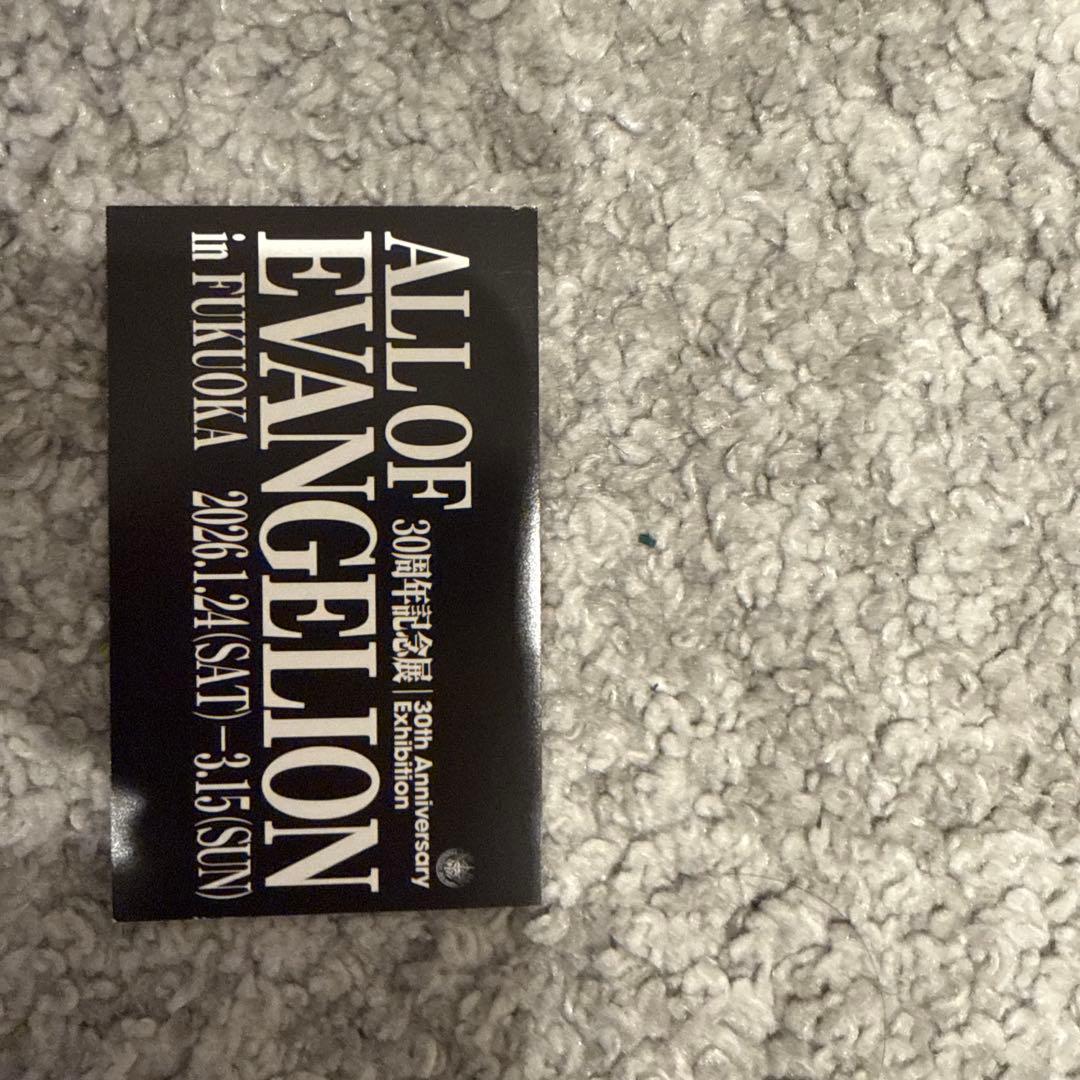 ALL OF
30周年記念展|30th Anniversary
Exhibition
EVANGELION
in FUKUOKA 2026.1.24(SAT)–3.15(SUN)